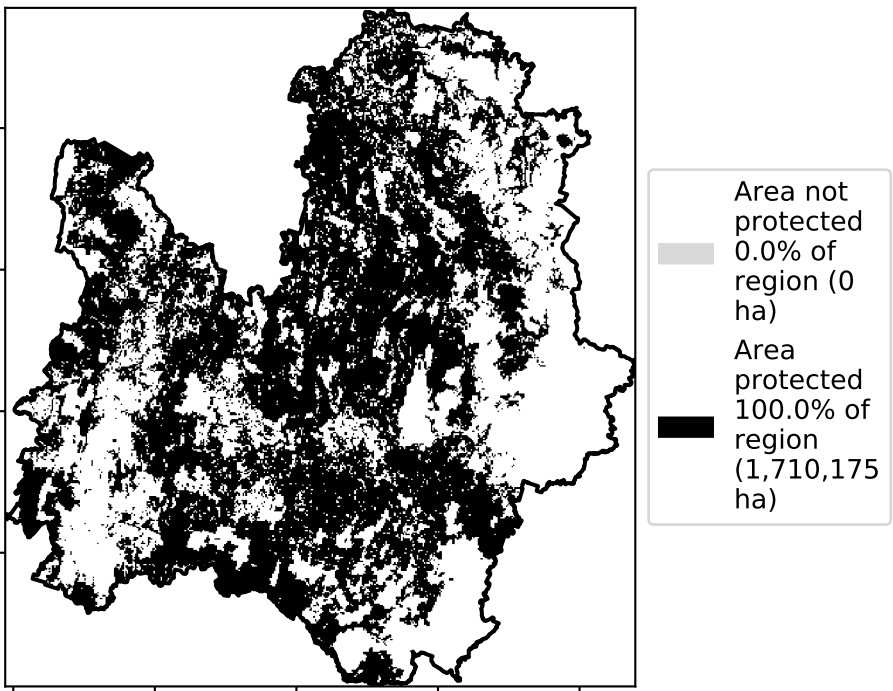 Area not
protected
0.0% of
region (0
ha)
Area
protected
100.0% of
region
(1,710,175
ha)